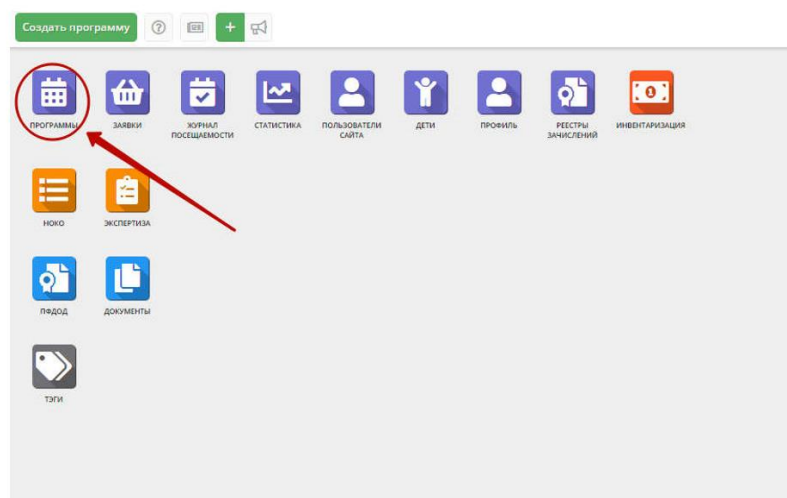 Создать программу
ПРОГРАММЫ
ЗАЯВКИ
ЖУРНАЛ
ПОСЕЩАЕМОСТИ
СТАТИСТИКА
ПОЛЬЗОВАТЕЛИ
САЙТА
ДЕТИ
ПРОФИЛЬ
РЕЕСТРЫ
ЗАЧИСЛЕНИЙ
ИНВЕНТАРИЗАЦИЯ
НОКО
ЭКСПЕРТИЗА
ПФДОД
ДОКУМЕНТЫ
ТЭГИ